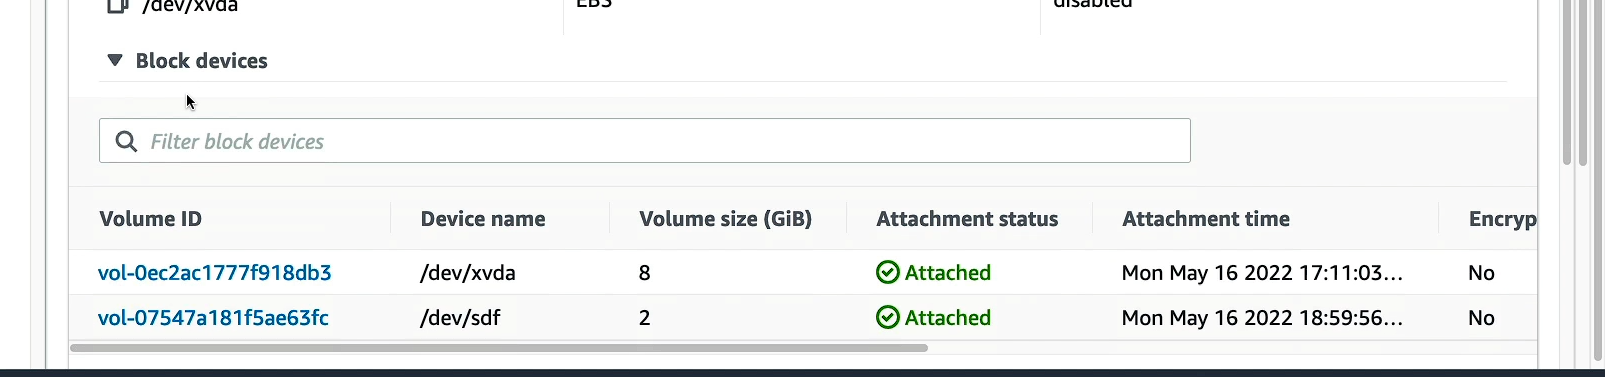 /dev/xvda EBS disabled
Block devices
Filter block devices
Volume ID Device name Volume size (GiB) Attachment status Attachment time Encryp
vol-0ec2ac1777f918db3 /dev/xvda 8 Attached Mon May 16 2022 17:11:03... No
vol-07547a181f5ae63fc /dev/sdf 2 Attached Mon May 16 2022 18:59:56... No